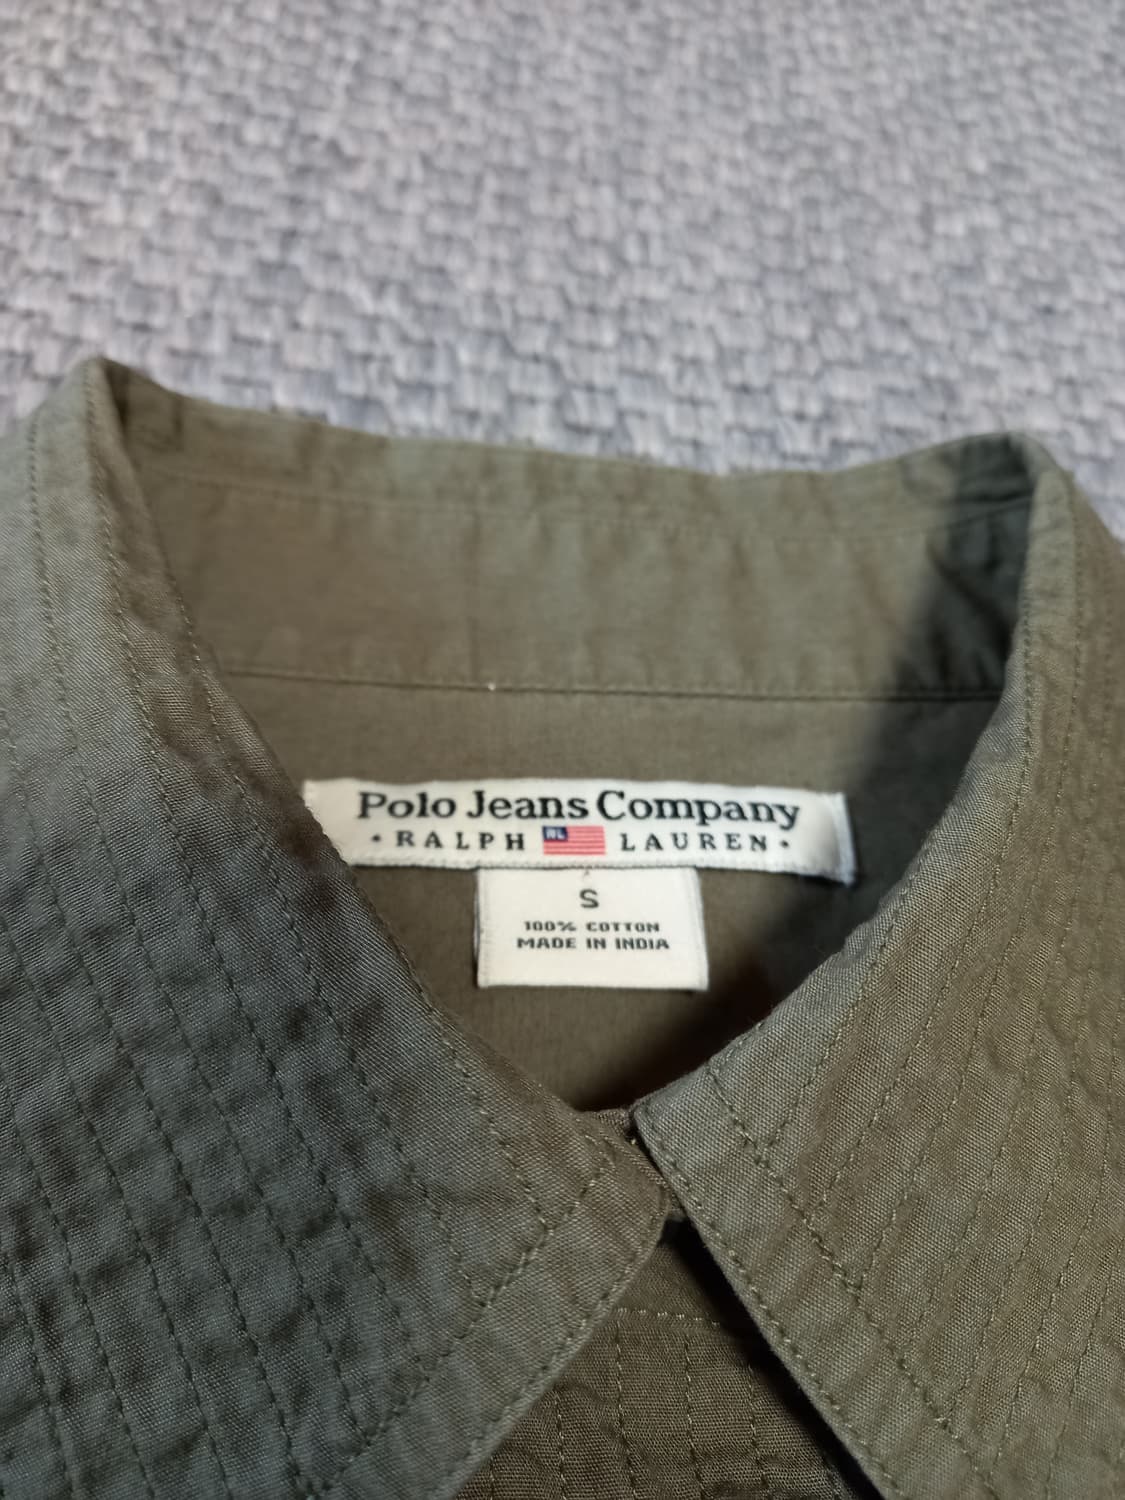 Polo Jeans Company
• RALPH RL LAUREN •
S
100% COTTON
MADE IN INDIA